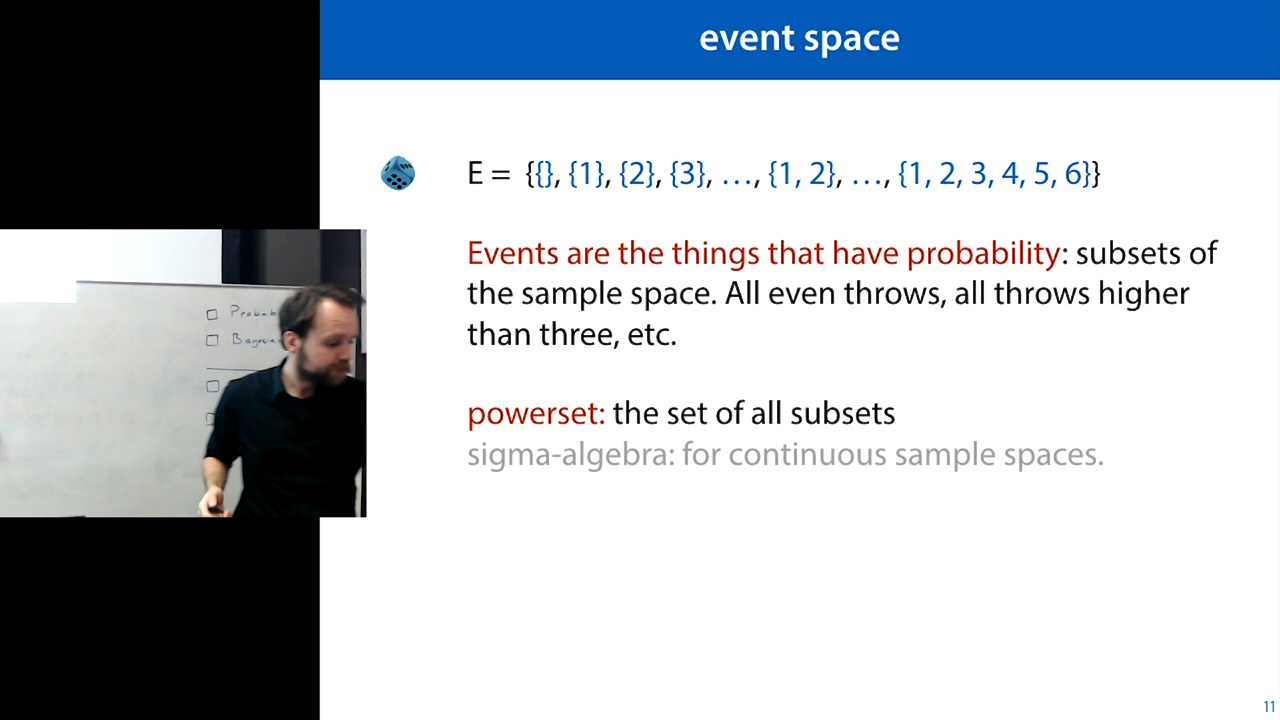 event space
E = {{}, {1}, {2}, {3}, …, {1, 2}, …, {1, 2, 3, 4, 5, 6}}
Events are the things that have probability: subsets of
the sample space. All even throws, all throws higher
than three, etc.
powerset: the set of all subsets
sigma-algebra: for continuous sample spaces.
11